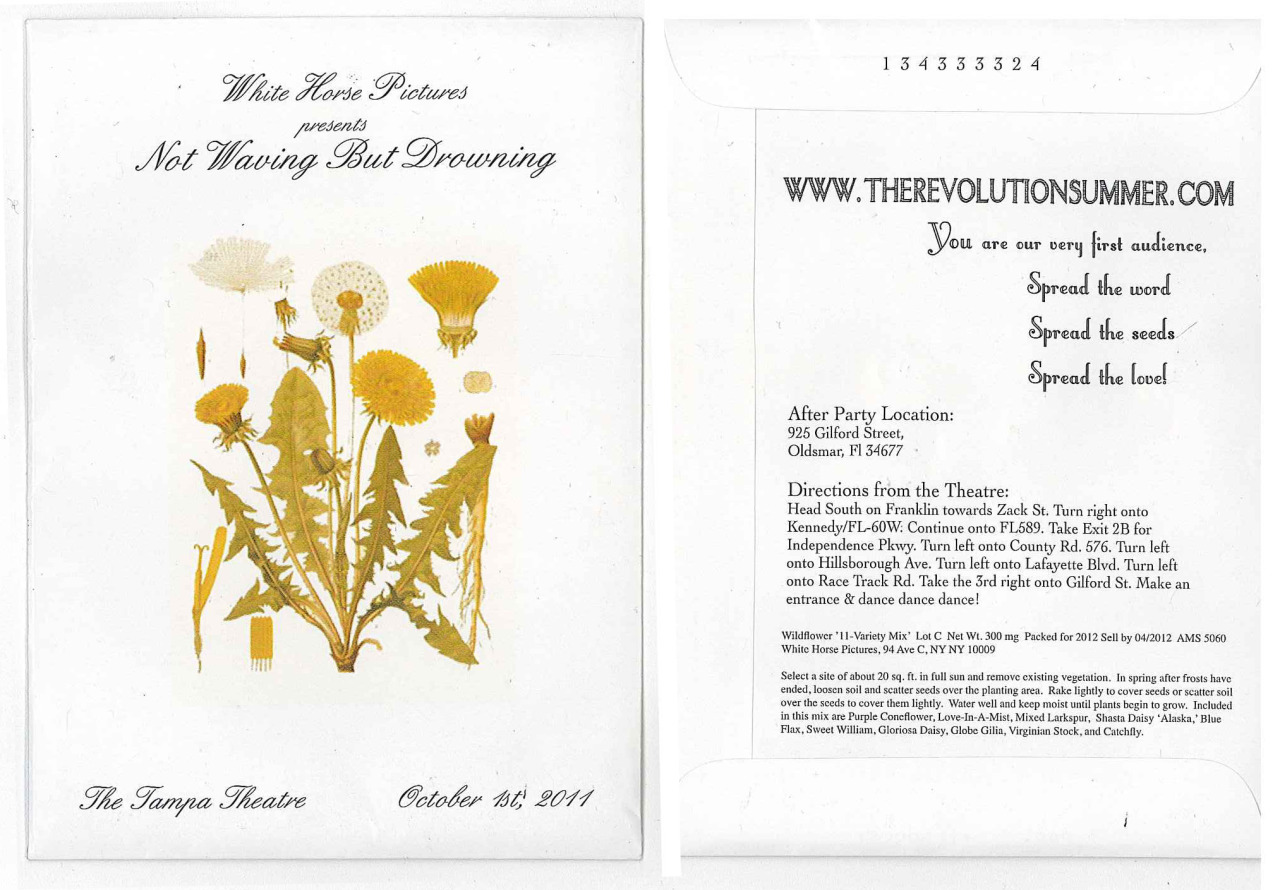 White Horse Pictures
presents
Not Waving But Drowning
The Tampa Theatre
October 1st, 2011
1 3 4 3 3 3 3 2 4
WWW.THEREVOLUTIONSUMMER.COM
You are our very first audience,
Spread the word
Spread the seeds
Spread the love!
After Party Location:
925 Gilford Street,
Oldsmar, Fl 34677
Directions from the Theatre:
Head South on Franklin towards Zack St. Turn right onto
Kennedy/FL-60W. Continue onto FL589. Take Exit 2B for
Independence Pkwy. Turn left onto County Rd. 576. Turn left
onto Hillsborough Ave. Turn left onto Lafayette Blvd. Turn left
onto Race Track Rd. Take the 3rd right onto Gilford St. Make an
entrance & dance dance dance!
Wildflower '11-Variety Mix' Lot C Net Wt. 300 mg Packed for 2012 Sell by 04/2012 AMS 5060
White Horse Pictures, 94 Ave C, NY NY 10009
Select a site of about 20 sq. ft. in full sun and remove existing vegetation. In spring after frosts have
ended, loosen soil and scatter seeds over the planting area. Rake lightly to cover seeds or scatter soil
over the seeds to cover them lightly. Water well and keep moist until plants begin to grow. Included
in this mix are Purple Coneflower, Love-In-A-Mist, Mixed Larkspur, Shasta Daisy 'Alaska,' Blue
Flax, Sweet William, Gloriosa Daisy, Globe Gilia, Virginian Stock, and Catchfly.